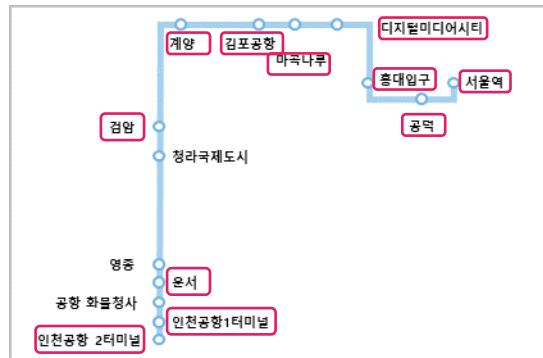 디지털미디어시티
계양
김포공항
마곡나루
홍대입구
서울역
공덕
검암
청라국제도시
영종
운서
공항 화물청사
인천공항1터미널
인천공항 2터미널